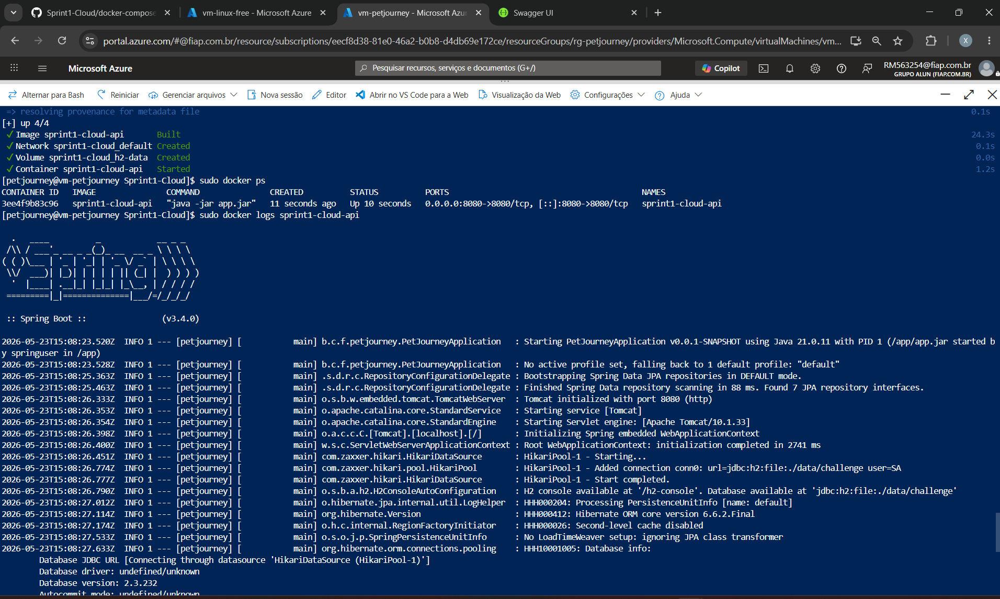 Sprint1-Cloud/docker-compose
vm-linux-free - Microsoft Azure
vm-petjourney - Microsoft Azu
Swagger UI
portal.azure.com/#@fiap.com.br/resource/subscriptions/eecf8d38-81e0-46a2-b0b8-d4db69e172ce/resourceGroups/rg-petjourney/providers/Microsoft.Compute/virtualMachines/vm...
X
Microsoft Azure
Pesquisar recursos, serviços e documentos (G+/)
Copilot
RM563254@fiap.com.br
GRUPO ALUN (FIAP.COM.BR)
Alternar para Bash
Reiniciar
Gerenciar arquivos
Nova sessão
Editor
Abrir no VS Code para a Web
Visualização da Web
Configurações
Ajuda
=> resolving provenance for metadata file 0.1s
[+] up 4/4
✓ Image sprint1-cloud-api Built 24.3s
✓ Network sprint1-cloud_default Created 0.1s
✓ Volume sprint1-cloud_h2-data Created 0.0s
✓ Container sprint1-cloud-api Started 1.2s
[petjourney@vm-petjourney Sprint1-Cloud]$ sudo docker ps
CONTAINER ID IMAGE COMMAND CREATED STATUS PORTS NAMES
3ee4f9b83c96 sprint1-cloud-api "java -jar app.jar" 11 seconds ago Up 10 seconds 0.0.0.0:8080->8080/tcp, [::]:8080->8080/tcp sprint1-cloud-api
[petjourney@vm-petjourney Sprint1-Cloud]$ sudo docker logs sprint1-cloud-api
:: Spring Boot :: (v3.4.0)
2026-05-23T15:08:23.520Z INFO 1 --- [petjourney] [ main] b.c.f.petjourney.PetJourneyApplication : Starting PetJourneyApplication v0.0.1-SNAPSHOT using Java 21.0.11 with PID 1 (/app/app.jar started b
y springuser in /app)
2026-05-23T15:08:23.528Z INFO 1 --- [petjourney] [ main] b.c.f.petjourney.PetJourneyApplication : No active profile set, falling back to 1 default profile: "default"
2026-05-23T15:08:25.363Z INFO 1 --- [petjourney] [ main] .s.d.r.c.RepositoryConfigurationDelegate : Bootstrapping Spring Data JPA repositories in DEFAULT mode.
2026-05-23T15:08:25.463Z INFO 1 --- [petjourney] [ main] .s.d.r.c.RepositoryConfigurationDelegate : Finished Spring Data repository scanning in 88 ms. Found 7 JPA repository interfaces.
2026-05-23T15:08:26.333Z INFO 1 --- [petjourney] [ main] o.s.b.w.embedded.tomcat.TomcatWebServer : Tomcat initialized with port 8080 (http)
2026-05-23T15:08:26.353Z INFO 1 --- [petjourney] [ main] o.apache.catalina.core.StandardService : Starting service [Tomcat]
2026-05-23T15:08:26.354Z INFO 1 --- [petjourney] [ main] o.apache.catalina.core.StandardEngine : Starting Servlet engine: [Apache Tomcat/10.1.33]
2026-05-23T15:08:26.398Z INFO 1 --- [petjourney] [ main] o.a.c.c.C.[Tomcat].[localhost].[/] : Initializing Spring embedded WebApplicationContext
2026-05-23T15:08:26.400Z INFO 1 --- [petjourney] [ main] w.s.c.ServletWebServerApplicationContext : Root WebApplicationContext: initialization completed in 2741 ms
2026-05-23T15:08:26.451Z INFO 1 --- [petjourney] [ main] com.zaxxer.hikari.HikariDataSource : HikariPool-1 - Starting...
2026-05-23T15:08:26.774Z INFO 1 --- [petjourney] [ main] com.zaxxer.hikari.pool.HikariPool : HikariPool-1 - Added connection conn0: url=jdbc:h2:file:./data/challenge user=SA
2026-05-23T15:08:26.777Z INFO 1 --- [petjourney] [ main] com.zaxxer.hikari.HikariDataSource : HikariPool-1 - Start completed.
2026-05-23T15:08:26.790Z INFO 1 --- [petjourney] [ main] o.s.b.a.h2.H2ConsoleAutoConfiguration : H2 console available at '/h2-console'. Database available at 'jdbc:h2:file:./data/challenge'
2026-05-23T15:08:27.012Z INFO 1 --- [petjourney] [ main] o.hibernate.jpa.internal.util.LogHelper : HHH000204: Processing PersistenceUnitInfo [name: default]
2026-05-23T15:08:27.114Z INFO 1 --- [petjourney] [ main] org.hibernate.Version : HHH000412: Hibernate ORM core version 6.6.2.Final
2026-05-23T15:08:27.174Z INFO 1 --- [petjourney] [ main] o.h.c.internal.RegionFactoryInitiator : HHH000026: Second-level cache disabled
2026-05-23T15:08:27.533Z INFO 1 --- [petjourney] [ main] o.s.o.j.p.SpringPersistenceUnitInfo : No LoadTimeWeaver setup: ignoring JPA class transformer
2026-05-23T15:08:27.633Z INFO 1 --- [petjourney] [ main] org.hibernate.orm.connections.pooling : HHH10001005: Database info:
Database JDBC URL [Connecting through datasource 'HikariDataSource (HikariPool-1)']
Database driver: undefined/unknown
Database version: 2.3.232
Autocommit mode: undefined/unknown